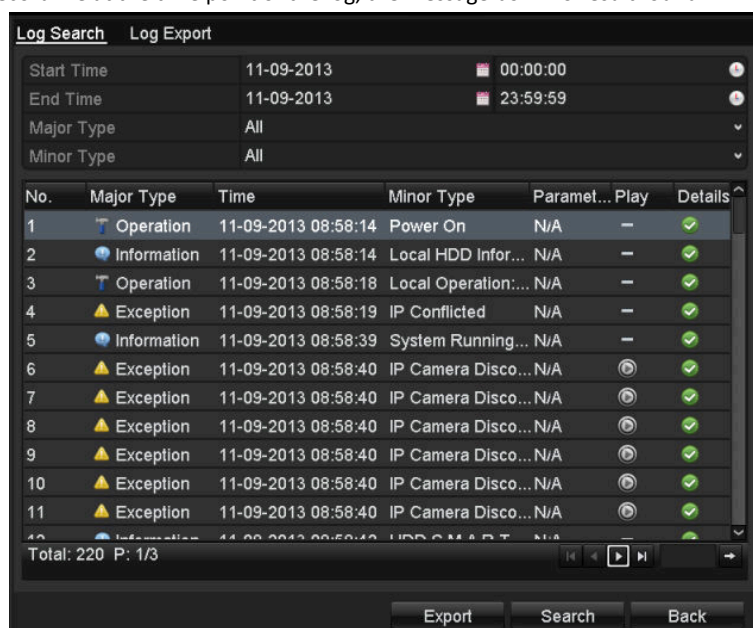 Log Search Log Export
Start Time 11-09-2013 00:00:00
End Time 11-09-2013 23:59:59
Major Type All
Minor Type All
No. Major Type Time Minor Type Paramet... Play Details
1 Operation 11-09-2013 08:58:14 Power On N/A –
2 Information 11-09-2013 08:58:14 Local HDD Infor... N/A –
3 Operation 11-09-2013 08:58:18 Local Operation:... N/A –
4 Exception 11-09-2013 08:58:19 IP Conflicted N/A –
5 Information 11-09-2013 08:58:39 System Running... N/A –
6 Exception 11-09-2013 08:58:40 IP Camera Disco... N/A
7 Exception 11-09-2013 08:58:40 IP Camera Disco... N/A
8 Exception 11-09-2013 08:58:40 IP Camera Disco... N/A
9 Exception 11-09-2013 08:58:40 IP Camera Disco... N/A
10 Exception 11-09-2013 08:58:40 IP Camera Disco... N/A
11 Exception 11-09-2013 08:58:40 IP Camera Disco... N/A
Total: 220 P: 1/3
Export Search Back